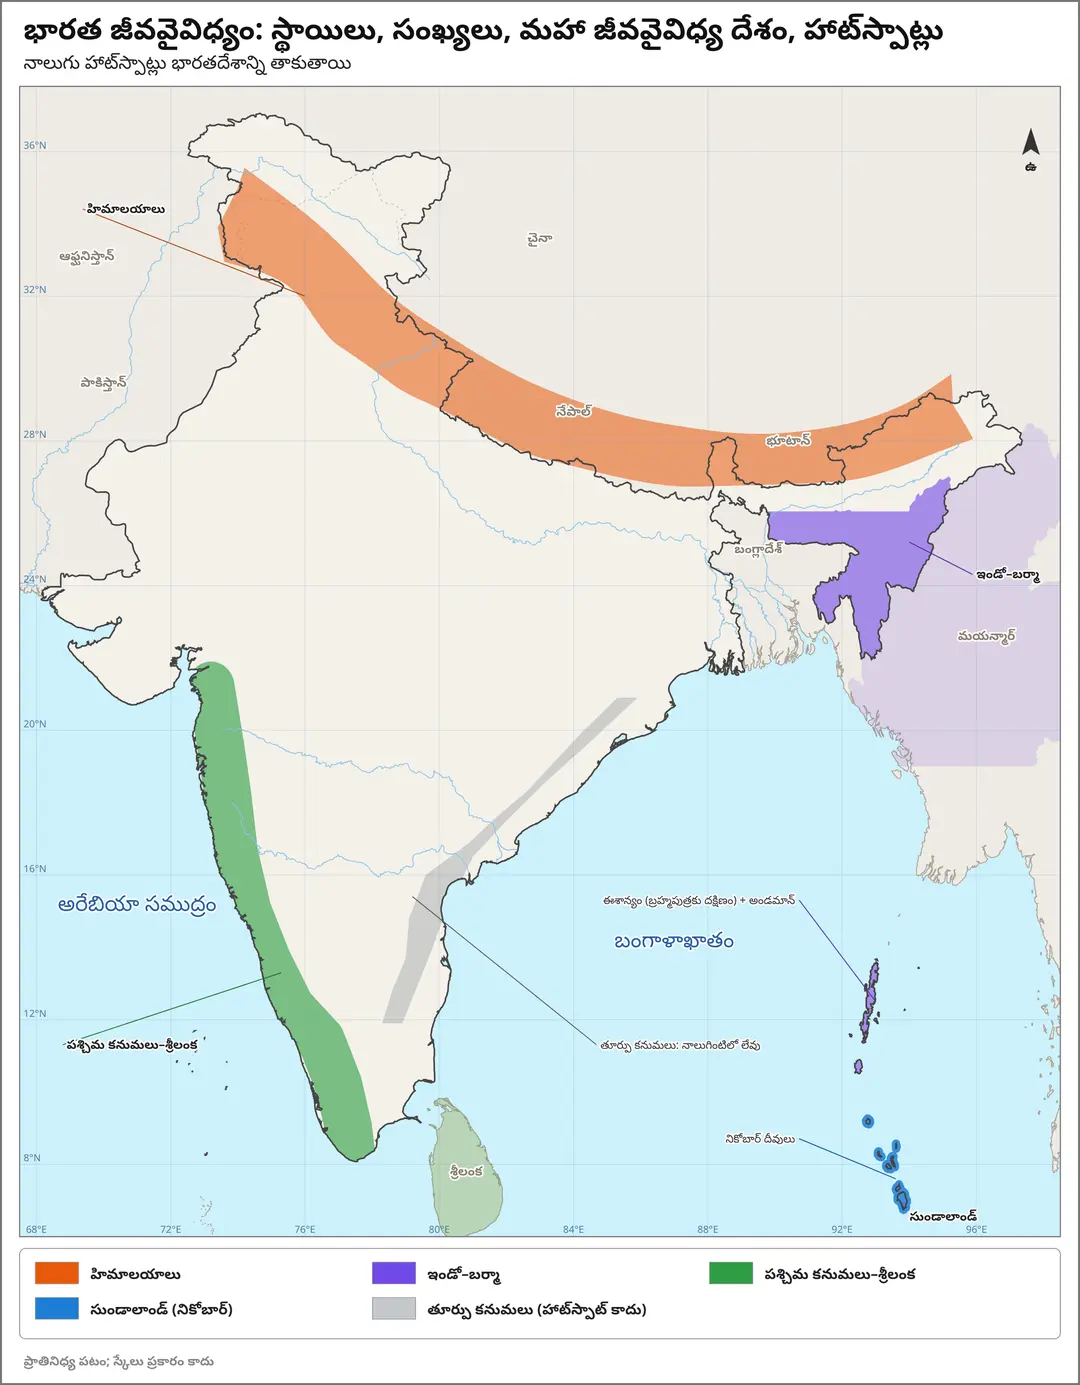 భారత జీవవైవిధ్యం: స్థాయిలు, సంఖ్యలు, మహా జీవవైవిధ్య దేశం, హాట్‌స్పాట్లు
నాలుగు హాట్‌స్పాట్లు భారతదేశాన్ని తాకుతాయి
36°N
ఉ
హిమాలయాలు
చైనా
ఆఫ్ఘనిస్తాన్
32°N
పాకిస్తాన్
నేపాల్
28°N
భూటాన్
బంగ్లాదేశ్
ఇండో-బర్మా
24°N
మయన్మార్
20°N
16°N
అరేబియా సముద్రం
ఈశాన్యం (బ్రహ్మపుత్రకు దక్షిణం) + అండమాన్
బంగాళాఖాతం
12°N
పశ్చిమ కనుమలు-శ్రీలంక
తూర్పు కనుమలు: నాలుగింటిలో లేవు
నికోబార్ దీవులు
8°N
శ్రీలంక
సుండాలాండ్
68°E 72°E 76°E 80°E 84°E 88°E 92°E 96°E
హిమాలయాలు
ఇండో-బర్మా
పశ్చిమ కనుమలు-శ్రీలంక
సుండాలాండ్ (నికోబార్)
తూర్పు కనుమలు (హాట్‌స్పాట్ కాదు)
ప్రాతినిధ్య పటం; స్కేలు ప్రకారం కాదు